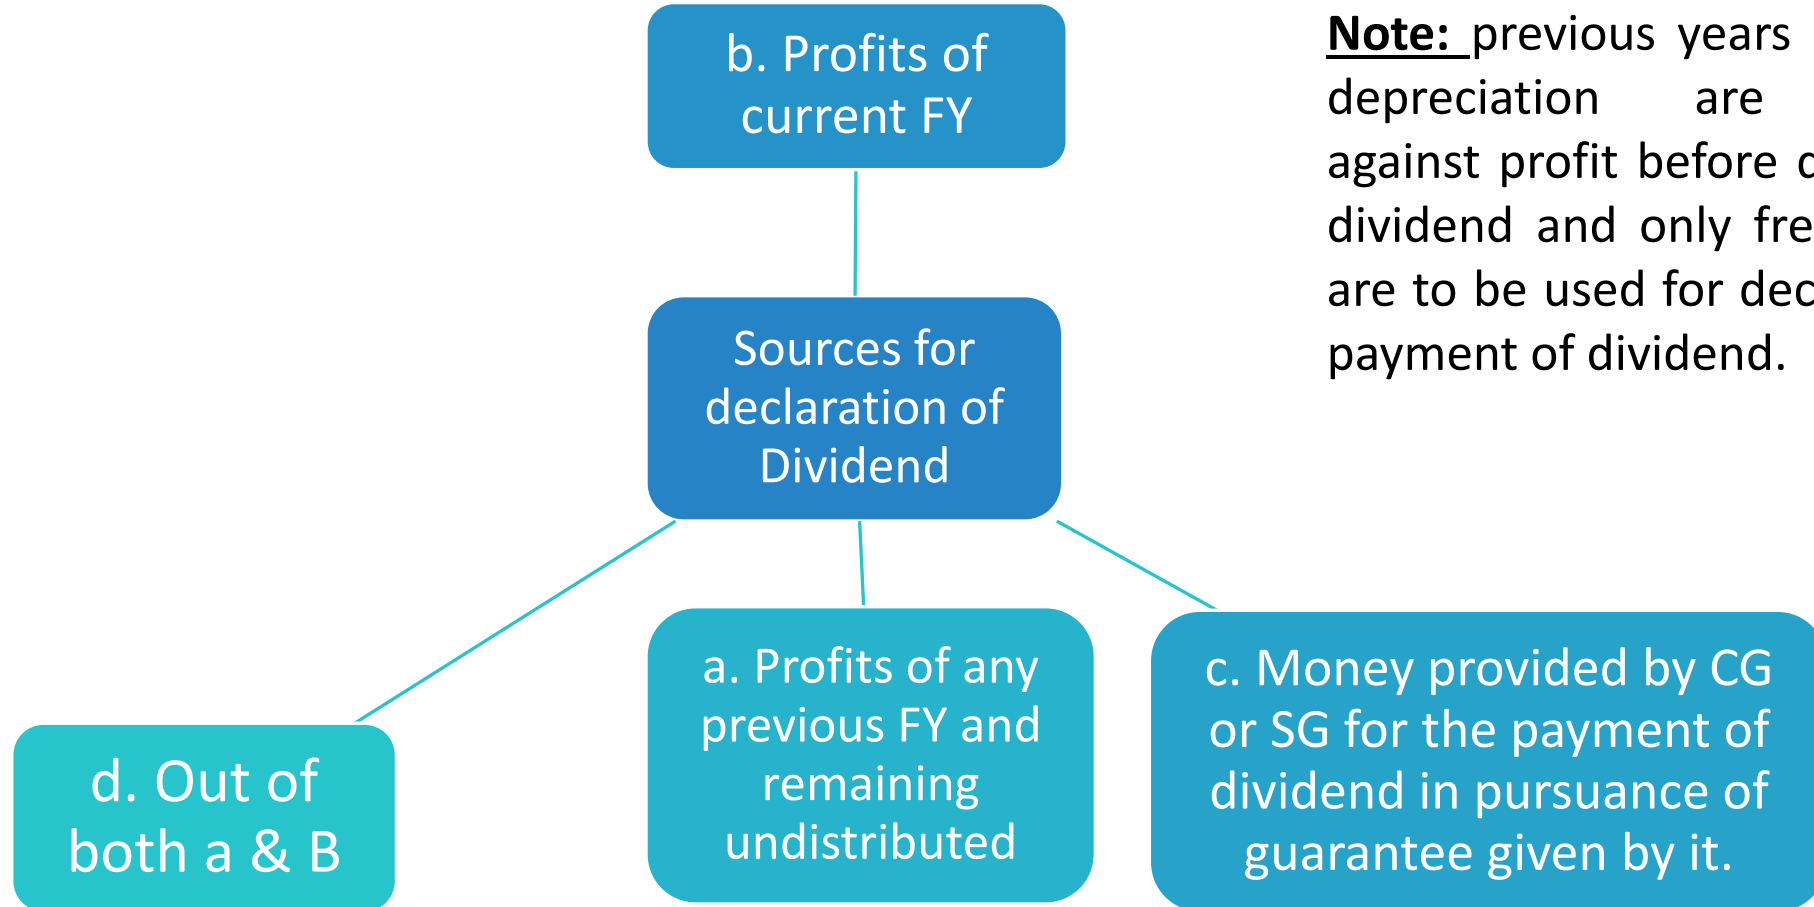 b. Profits of
current FY
Note: previous years
depreciation are
against profit before
dividend and only
are to be used for
payment of dividend.
Sources for
declaration of
Dividend
a. Profits of any
previous FY and
remaining
undistributed
c. Money provided by CG
or SG for the payment of
dividend in pursuance of
guarantee given by it.
d. Out of
both a & B